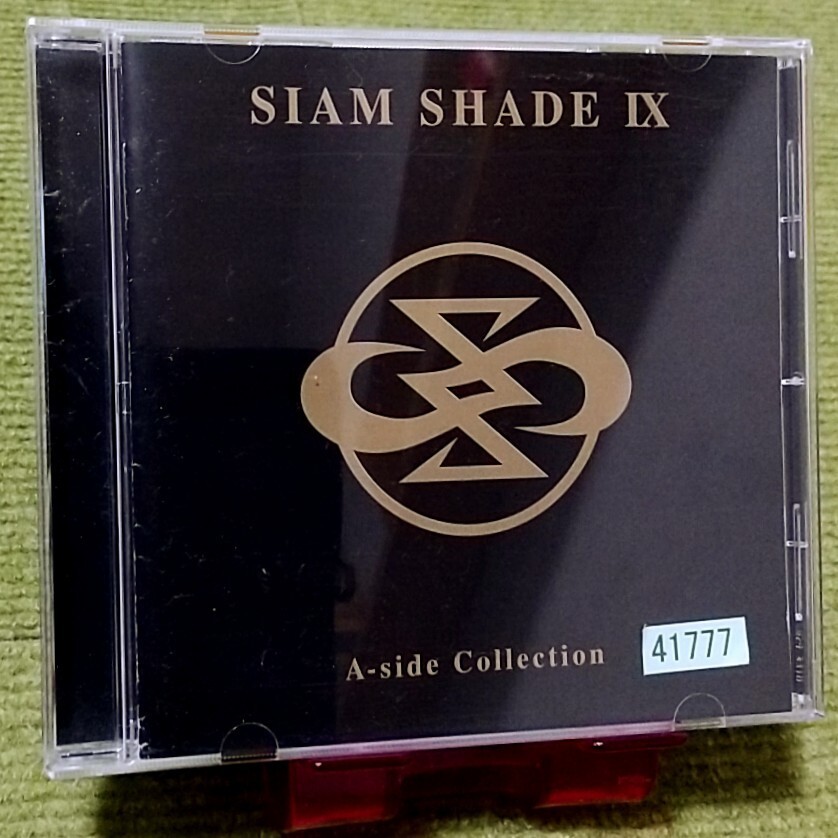 SIAM SHADE IX
A-side Collection
41777